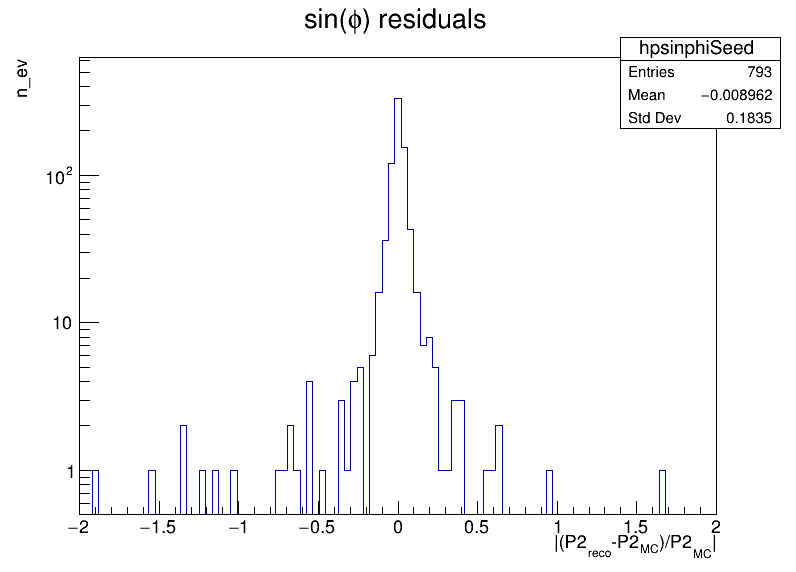 sin(ϕ) residuals
hpsinphiSeed
Entries 793
Mean −0.008962
Std Dev 0.1835
n_ev
10²
10
1
−2 −1.5 −1 −0.5 0 0.5 1 1.5 2
|(P2reco-P2MC)/P2MC|